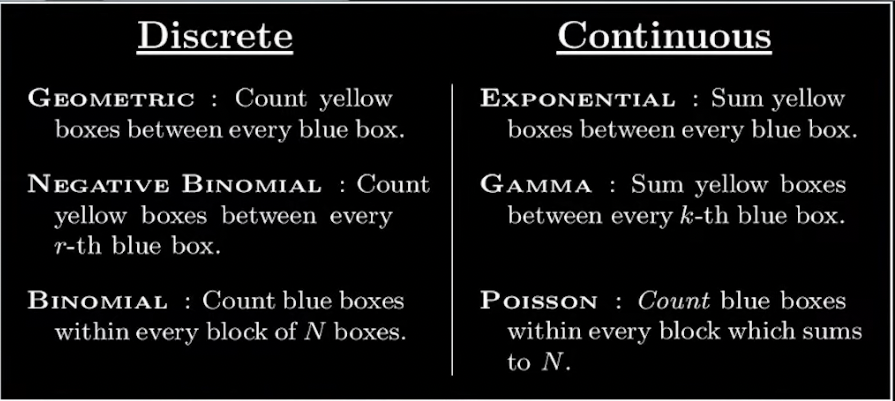 Discrete
Geometric : Count yellow
boxes between every blue box.
Negative Binomial : Count
yellow boxes between every
r-th blue box.
Binomial : Count blue boxes
within every block of N boxes.
Continuous
Exponential : Sum yellow
boxes between every blue box.
Gamma : Sum yellow boxes
between every k-th blue box.
Poisson : Count blue boxes
within every block which sums
to N.